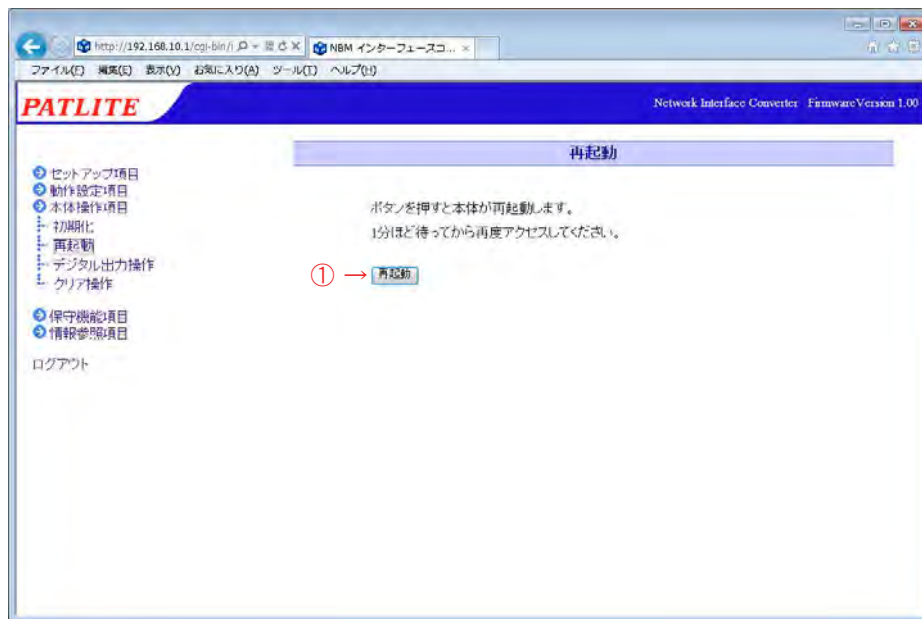 http://192.168.10.1/cgi-bin/i
NBM インターフェースコ...
ファイル(F) 編集(E) 表示(V) お気に入り(A) ツール(T) ヘルプ(H)
PATLITE
Network Interface Converter FirmwareVersion 1.00
再起動
セットアップ項目
動作設定項目
本体操作項目
初期化
再起動
デジタル出力操作
クリア操作
保守機能項目
情報参照項目
ログアウト
ボタンを押すと本体が再起動します。
1分ほど待ってから再度アクセスしてください。
① → 再起動